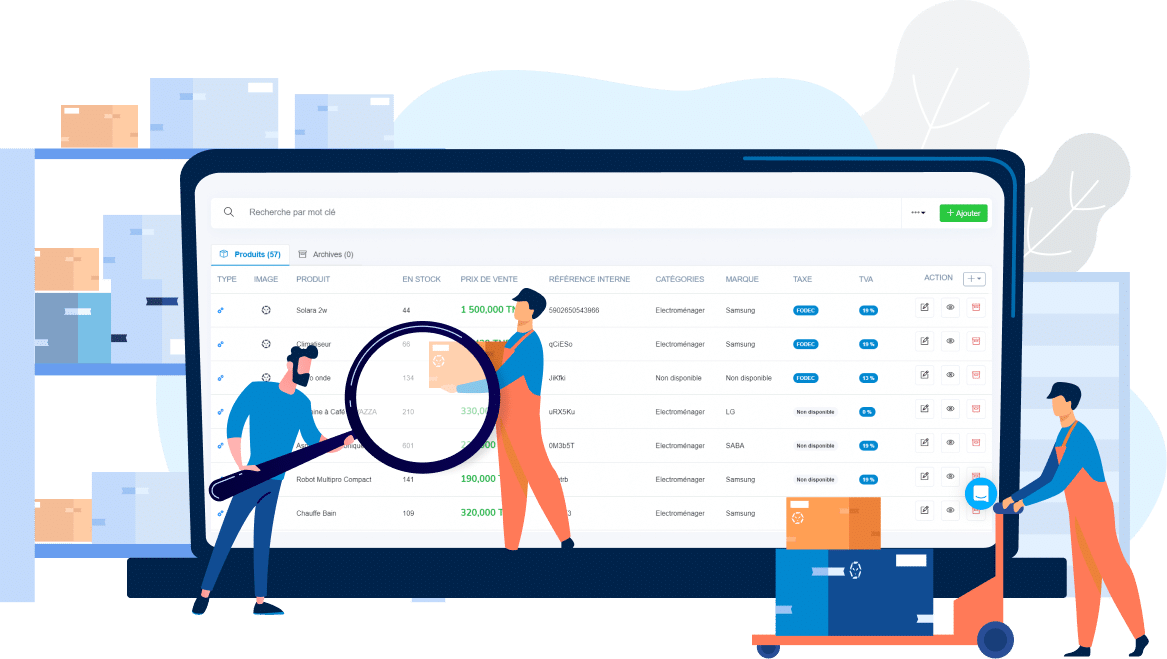 Recherche par mot clé
Ajouter
Produits (57) Archives (0)
TYPE IMAGE PRODUIT EN STOCK PRIX DE VENTE RÉFÉRENCE INTERNE CATÉGORIES MARQUE TAXE TVA ACTION
Solara 2w 44 1 500,000 5902650543966 Electroménager Samsung FODEC 19 %
Climatiseur 66 qCiESo Electroménager Samsung FODEC 19 %
onde 134 JiKfki Non disponible Non disponible FODEC 13 %
à Café 210 330,00 uRX5Ku Electroménager LG Non disponible 0 %
601 0M3b5T Electroménager SABA Non disponible 19 %
Robot Multipro Compact 141 190,000 Electroménager Samsung Non disponible 19 %
Chauffe Bain 109 320,000 Electroménager Samsung